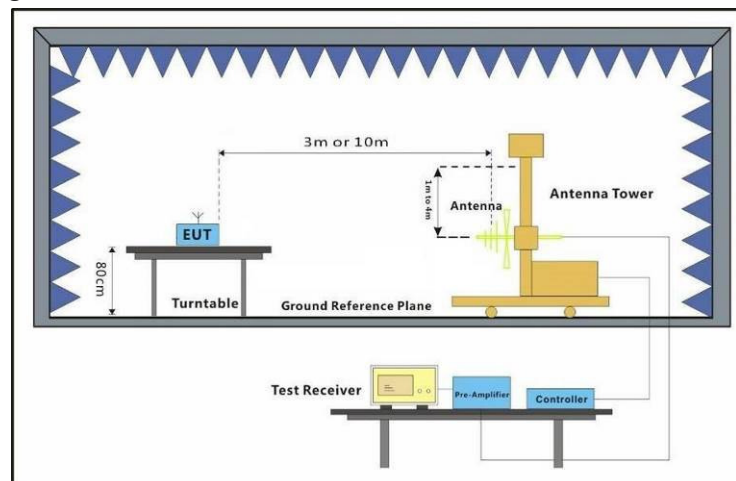 3m or 10m
1m to 4m
Antenna
Antenna Tower
EUT
80cm
Turntable
Ground Reference Plane
Test Receiver
Pre-Amplifier
Controller